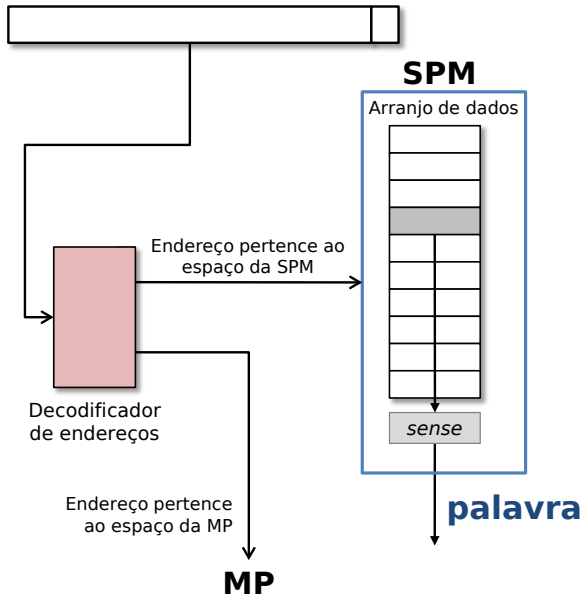 SPM
Arranjo de dados
Endereço pertence ao
espaço da SPM
Decodificador
de endereços
sense
Endereço pertence
ao espaço da MP
palavra
MP